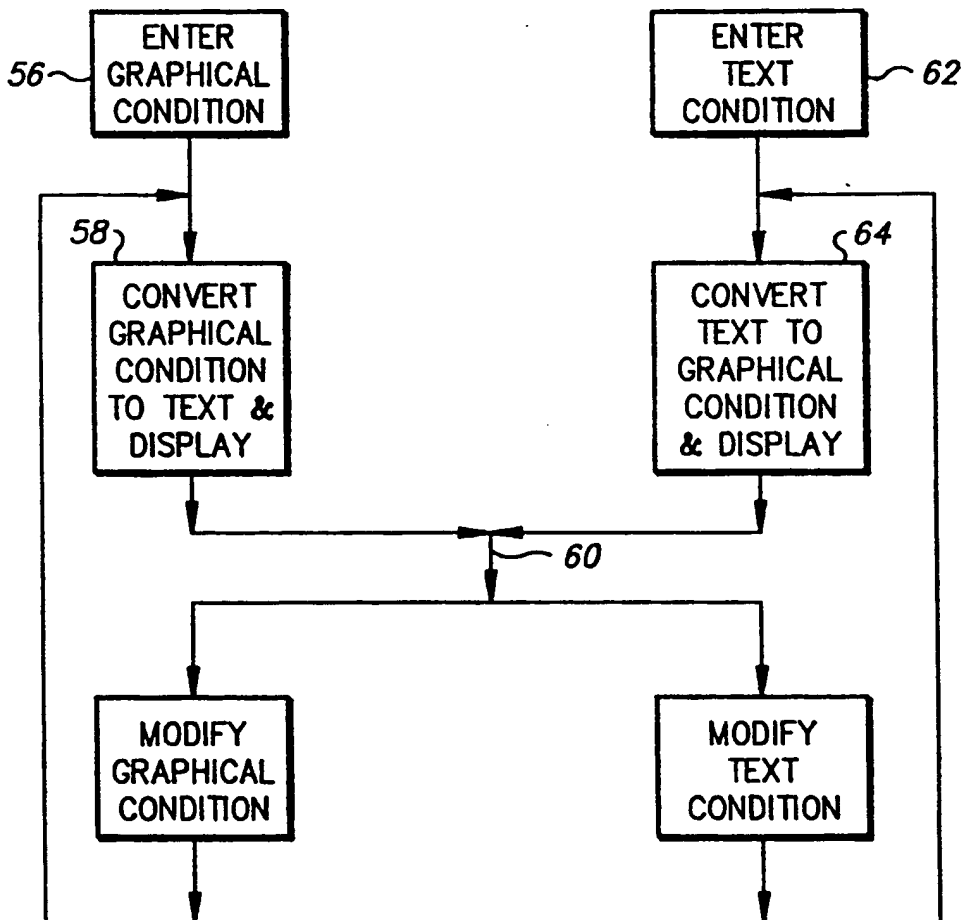 ENTER
GRAPHICAL
CONDITION
56
ENTER
TEXT
CONDITION
62
58
CONVERT
GRAPHICAL
CONDITION
TO TEXT &
DISPLAY
64
CONVERT
TEXT TO
GRAPHICAL
CONDITION
& DISPLAY
60
MODIFY
GRAPHICAL
CONDITION
MODIFY
TEXT
CONDITION